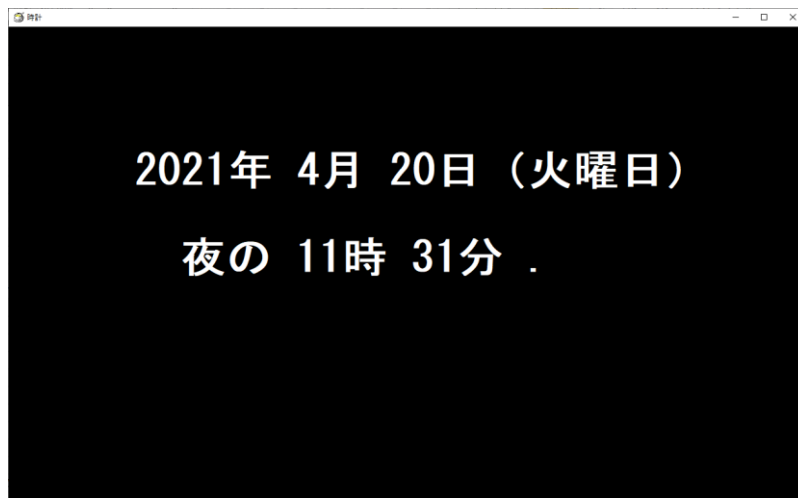 時計
2021年 4月 20日 (火曜日)
夜の 11時 31分 .